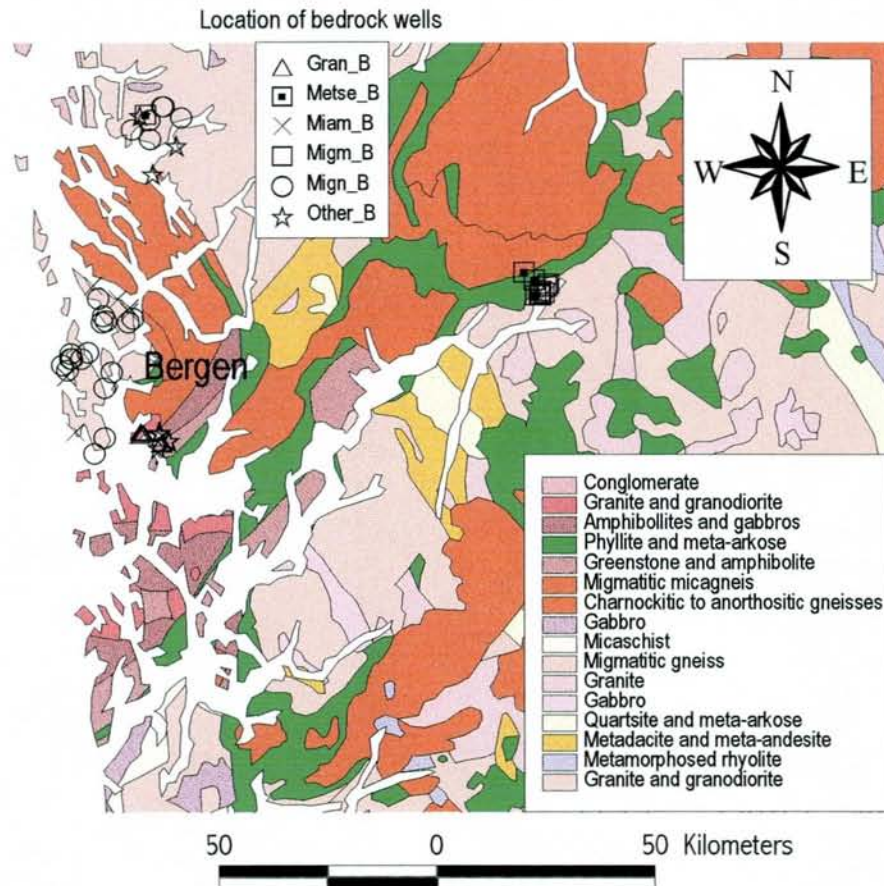 Location of bedrock wells
Gran_B
Metse_B
Miam_B
Migm_B
Mign_B
Other_B
N
W E
S
Bergen
Conglomerate
Granite and granodiorite
Amphibollites and gabbros
Phyllite and meta-arkose
Greenstone and amphibolite
Migmatitic micagneis
Charnockitic to anorthositic gneisses
Gabbro
Micaschist
Migmatitic gneiss
Granite
Gabbro
Quartsite and meta-arkose
Metadacite and meta-andesite
Metamorphosed rhyolite
Granite and granodiorite
50 0 50 Kilometers